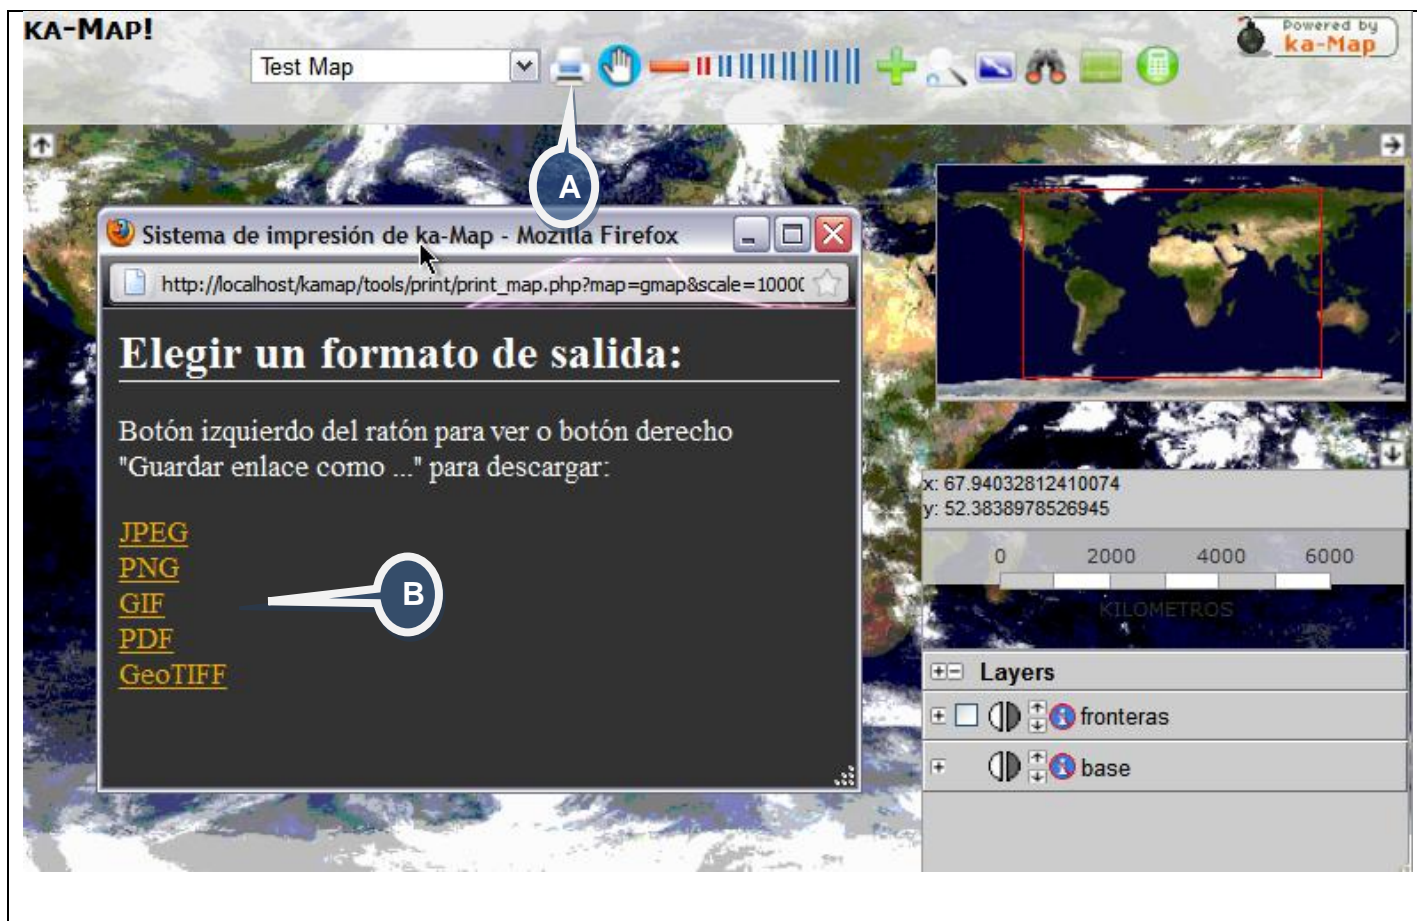 KA-MAP!
Powered by
ka-Map
Test Map
A
Sistema de impresión de ka-Map - Mozilla Firefox
http://localhost/kamap/tools/print/print_map.php?map=gmap&scale=10000
Elegir un formato de salida:
Botón izquierdo del ratón para ver o botón derecho
"Guardar enlace como ..." para descargar:
JPEG
PNG
GIF
B
PDF
GeoTIFF
x: 67.94032812410074
y: 52.3838978526945
0 2000 4000 6000
KILOMETROS
Layers
fronteras
base